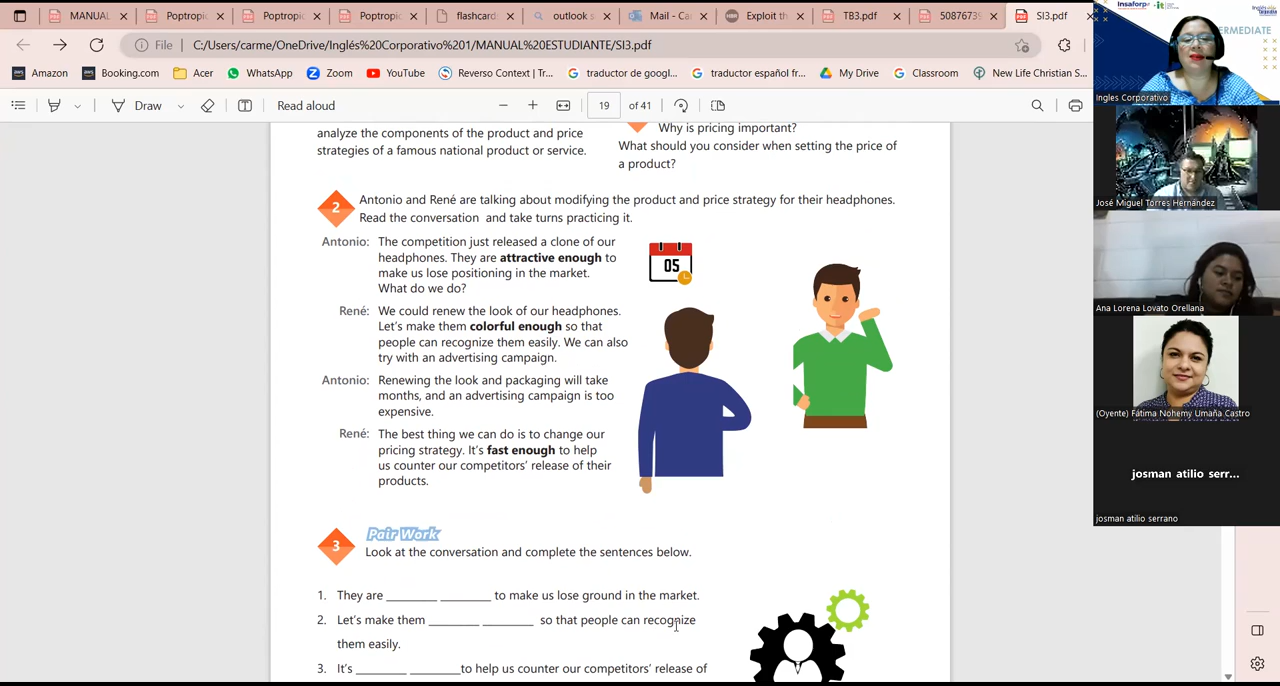 MANUAL
Poptropic
Poptropic
Poptropic
flashcards
outlook s
Mail - Ca
Exploit th
TB3.pdf
5087673
SI3.pdf
File
C:/Users/carme/OneDrive/Inglés%20Corporativo%201/MANUAL%20ESTUDIANTE/SI3.pdf
Amazon
Booking.com
Acer
WhatsApp
Zoom
YouTube
Reverso Context | Tr...
traductor de googl...
traductor español fr...
My Drive
Classroom
New Life Christian S...
Draw
Read aloud
19
of 41
analyze the components of the product and price
strategies of a famous national product or service.
Why is pricing important?
What should you consider when setting the price of
a product?
2
Antonio and René are talking about modifying the product and price strategy for their headphones.
Read the conversation and take turns practicing it.
Antonio: The competition just released a clone of our
headphones. They are attractive enough to
make us lose positioning in the market.
What do we do?
René: We could renew the look of our headphones.
Let's make them colorful enough so that
people can recognize them easily. We can also
try with an advertising campaign.
Antonio: Renewing the look and packaging will take
months, and an advertising campaign is too
expensive.
René: The best thing we can do is to change our
pricing strategy. It's fast enough to help
us counter our competitors' release of their
products.
05
3
Pair Work
Look at the conversation and complete the sentences below.
1. They are ________ ________ to make us lose ground in the market.
2. Let's make them ________ ________ so that people can recognize
them easily.
3. It's ________ ________to help us counter our competitors' release of
Insaforp
it
ERMEDIATE
Ingles Corporativo
José Miguel Torres Hernández
Ana Lorena Lovato Orellana
(Oyente) Fátima Nohemy Umaña Castro
josman atilio serr...
josman atilio serrano